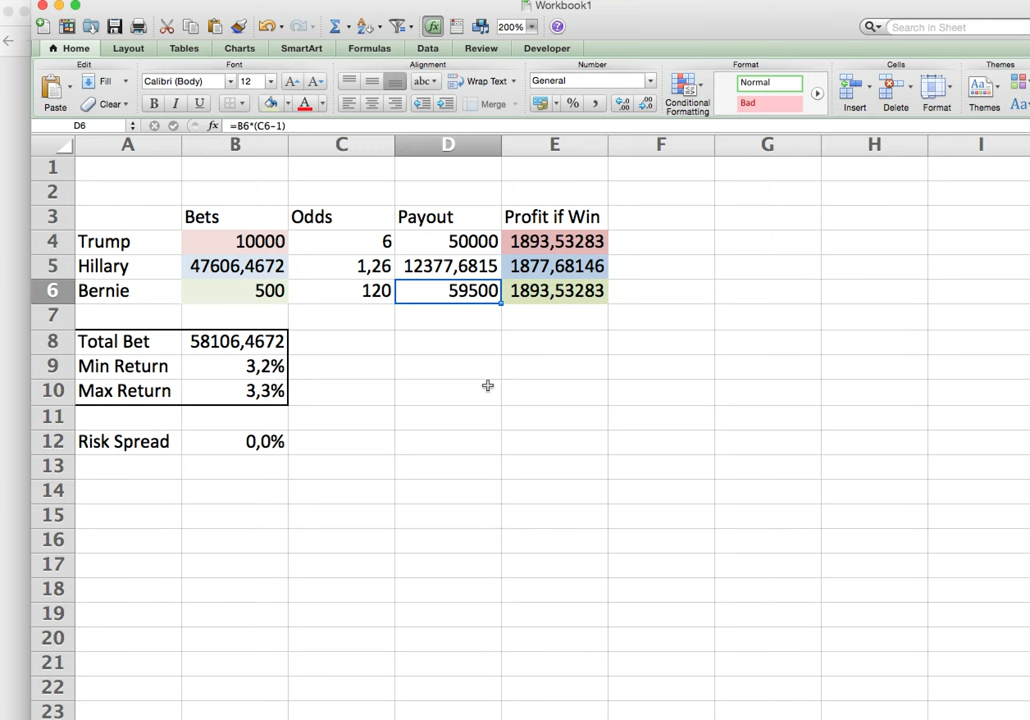 Workbook1
200%
Search in Sheet
Home Layout Tables Charts SmartArt Formulas Data Review Developer
Edit Font Alignment Number Format Cells Themes
Paste Fill Clear Calibri (Body) 12 A A abc Wrap Text General Normal
B I U A Merge % , Bad Conditional Formatting Insert Delete Format Themes Aa
D6 fx =B6*(C6-1)
A B C D E F G H I
1
2
3 Bets Odds Payout Profit if Win
4 Trump 10000 6 50000 1893,53283
5 Hillary 47606,4672 1,26 12377,6815 1877,68146
6 Bernie 500 120 59500 1893,53283
7
8 Total Bet 58106,4672
9 Min Return 3,2%
10 Max Return 3,3%
11
12 Risk Spread 0,0%
13
14
15
16
17
18
19
20
21
22
23